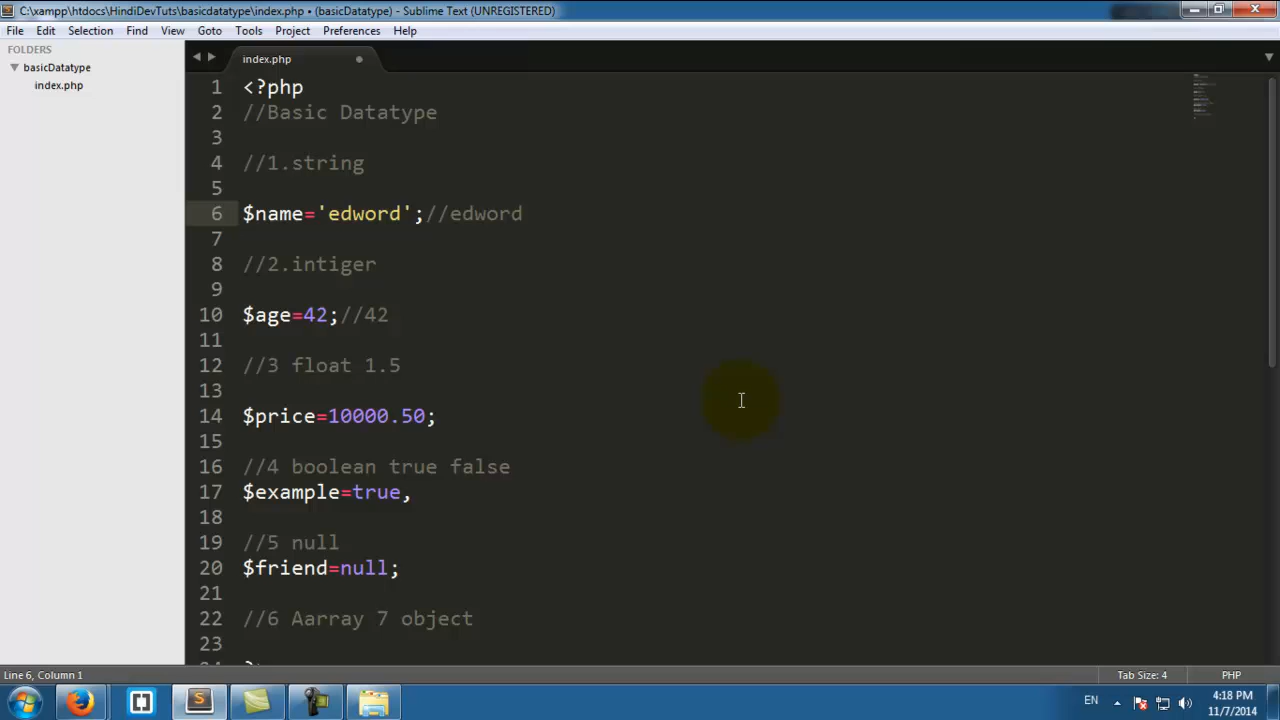 C:\xampp\htdocs\HindiDevTuts\basicdatatype\index.php • (basicDatatype) - Sublime Text (UNREGISTERED)
File Edit Selection Find View Goto Tools Project Preferences Help
FOLDERS
basicDatatype
index.php
index.php
1 <?php
2 //Basic Datatype
3
4 //1.string
5
6 $name='edword';//edword
7
8 //2.intiger
9
10 $age=42;//42
11
12 //3 float 1.5
13
14 $price=10000.50;
15
16 //4 boolean true false
17 $example=true,
18
19 //5 null
20 $friend=null;
21
22 //6 Aarray 7 object
23
Line 6, Column 1 Tab Size: 4 PHP
EN 4:18 PM
11/7/2014